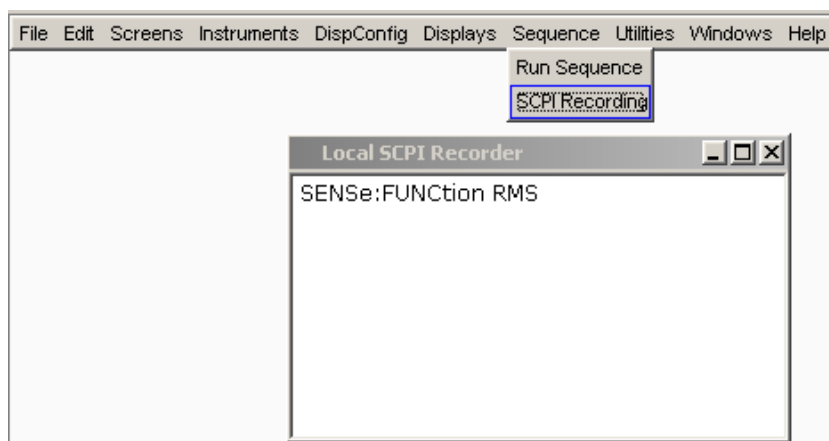 File Edit Screens Instruments DispConfig Displays Sequence Utilities Windows Help
Run Sequence
SCPI Recording
Local SCPI Recorder
SENSe:FUNCtion RMS